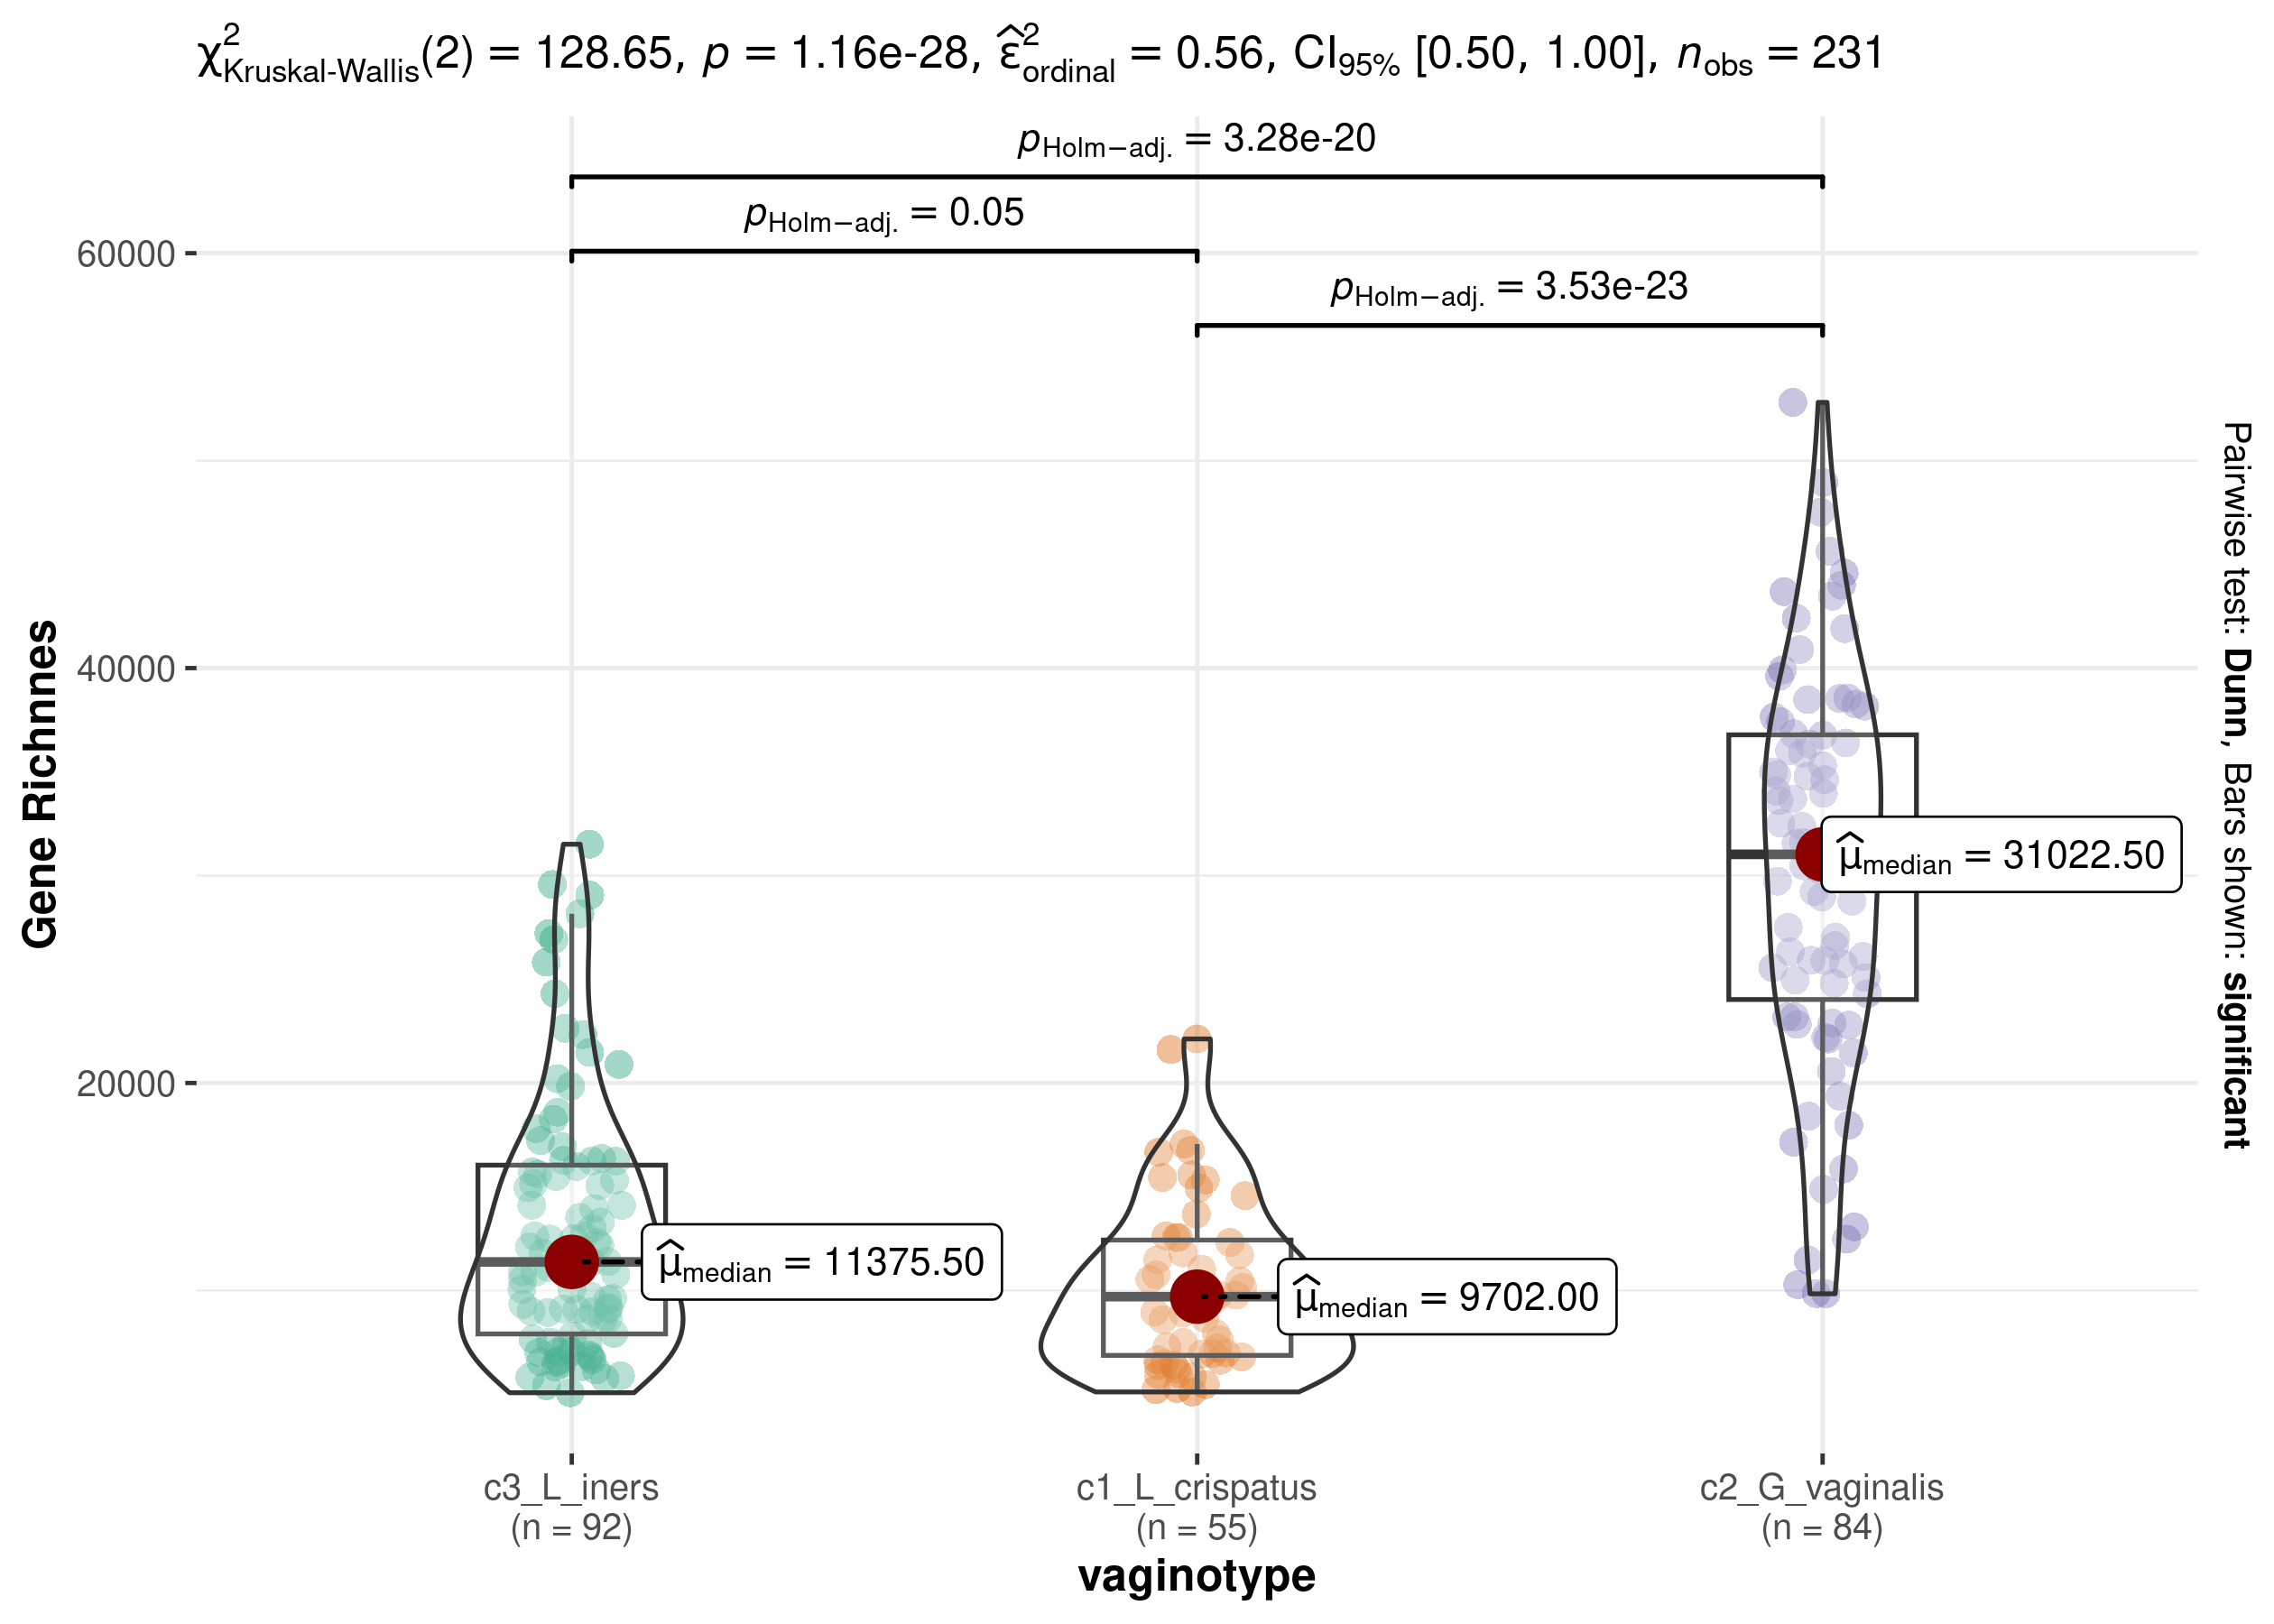 χ²Kruskal-Wallis(2) = 128.65, p = 1.16e-28, ε̂²ordinal = 0.56, CI95% [0.50, 1.00], nobs = 231
pHolm−adj. = 3.28e-20
pHolm−adj. = 0.05
pHolm−adj. = 3.53e-23
60000
40000
20000
Gene Richnnes
μ̂median = 31022.50
μ̂median = 11375.50
μ̂median = 9702.00
Pairwise test: Dunn, Bars shown: significant
c3_L_iners
(n = 92)
c1_L_crispatus
(n = 55)
c2_G_vaginalis
(n = 84)
vaginotype